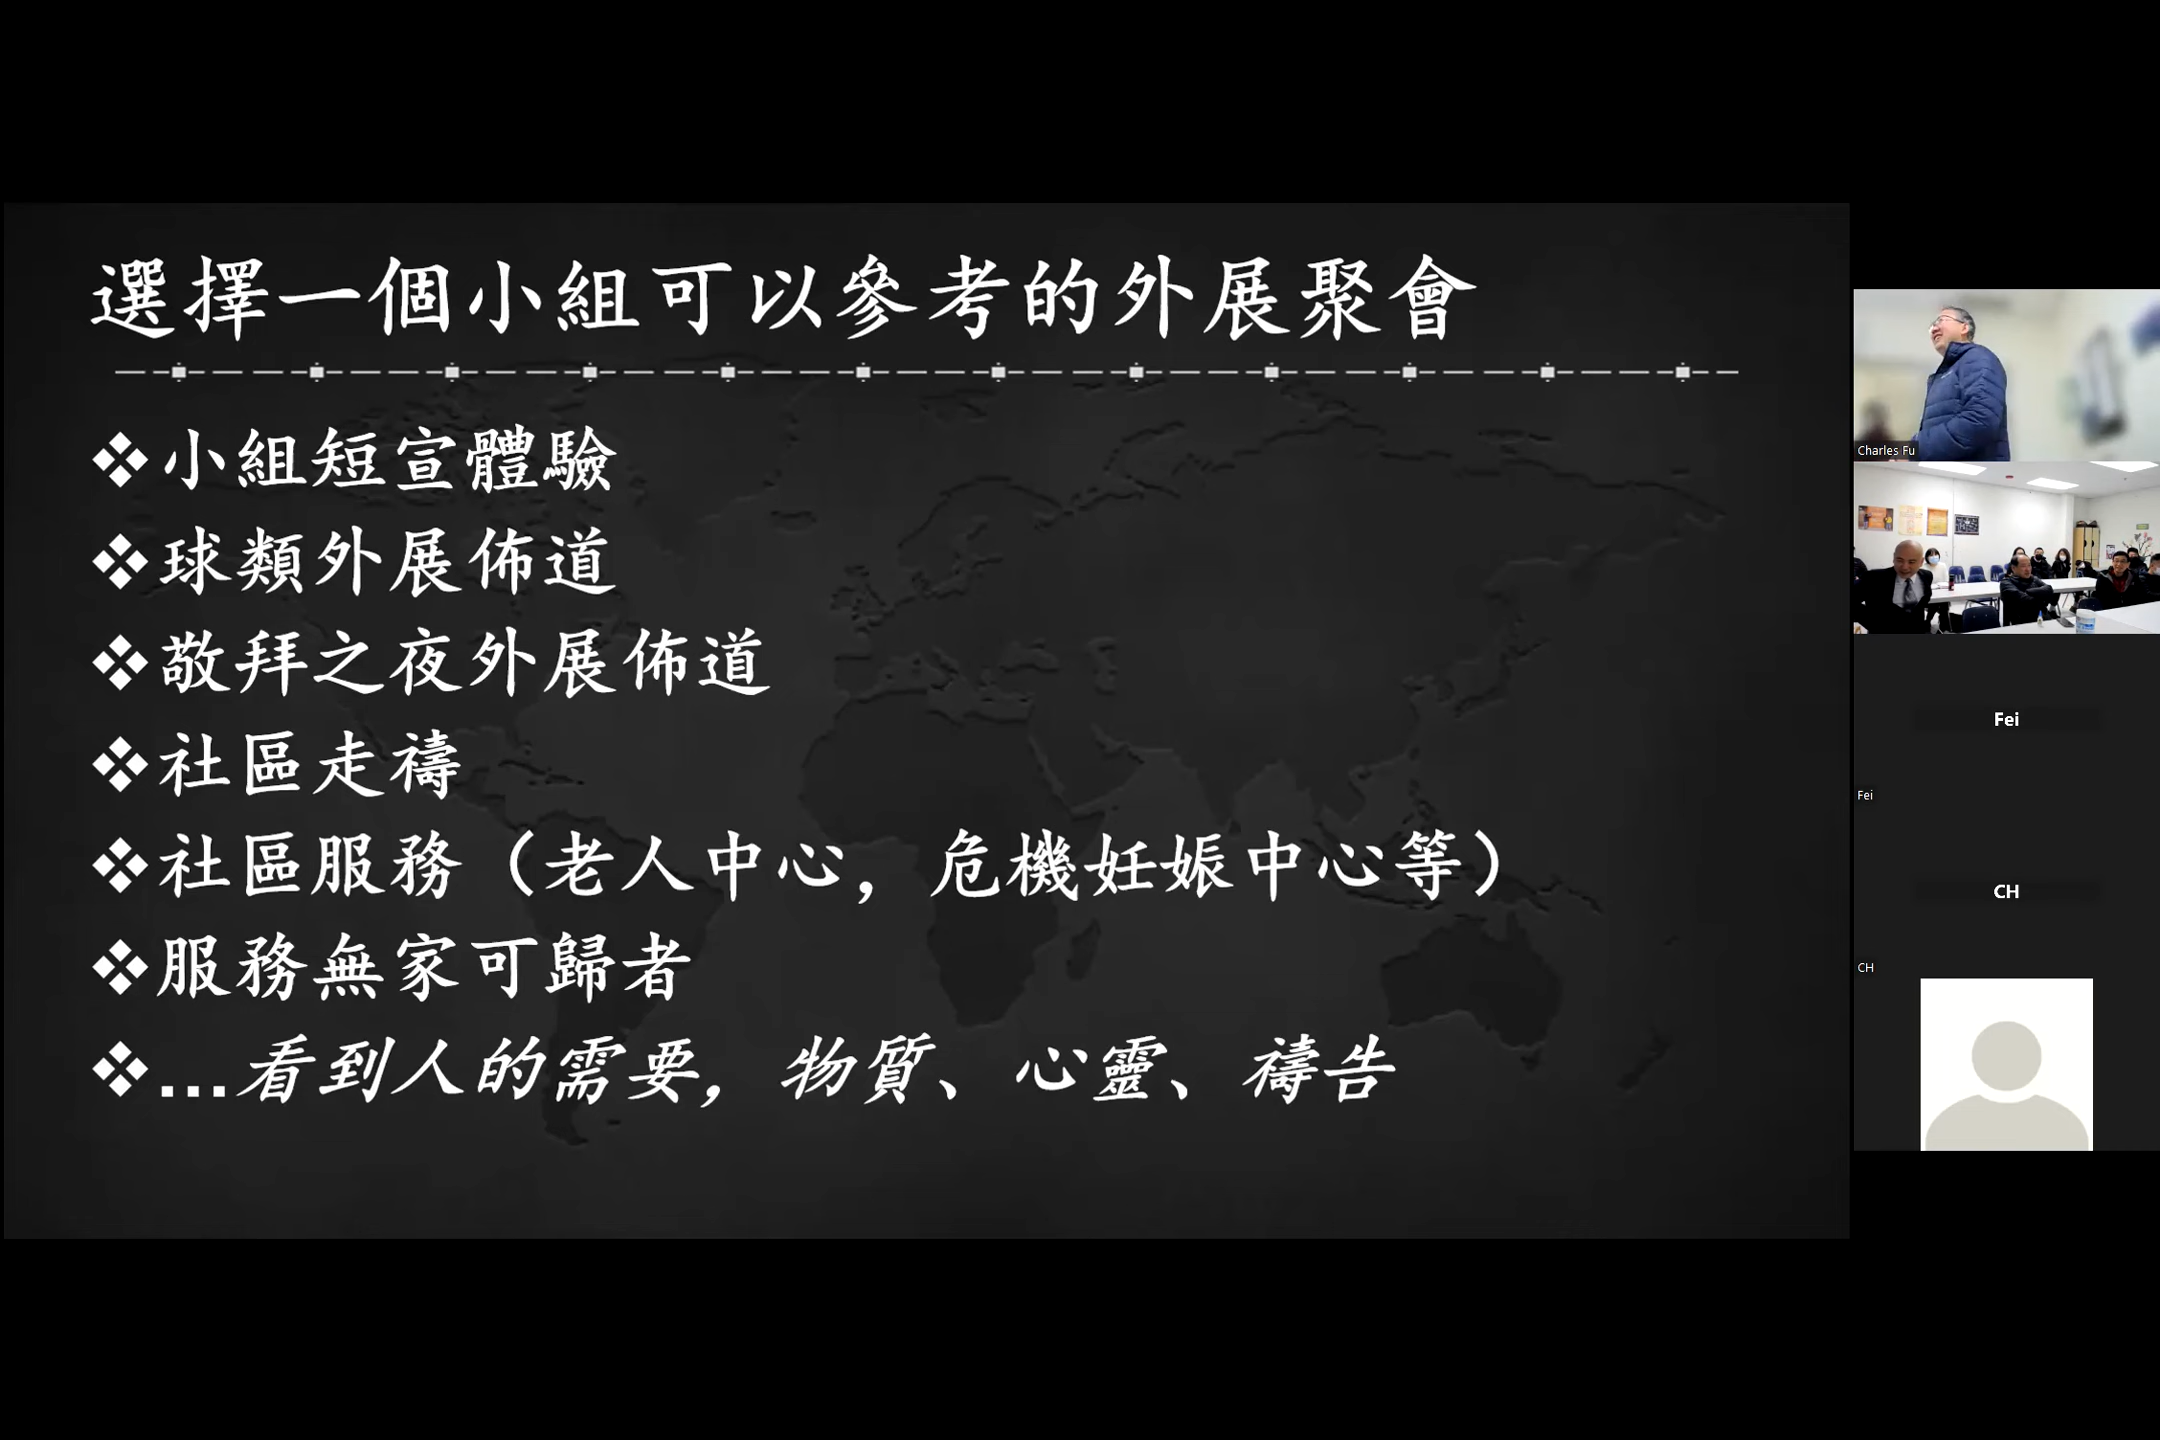 選擇一個小組可以參考的外展聚會
❖小組短宣體驗
❖球類外展佈道
❖敬拜之夜外展佈道
❖社區走禱
❖社區服務（老人中心，危機妊娠中心等）
❖服務無家可歸者
❖…看到人的需要，物質、心靈、禱告
Charles Fu
Fei
Fei
CH
CH